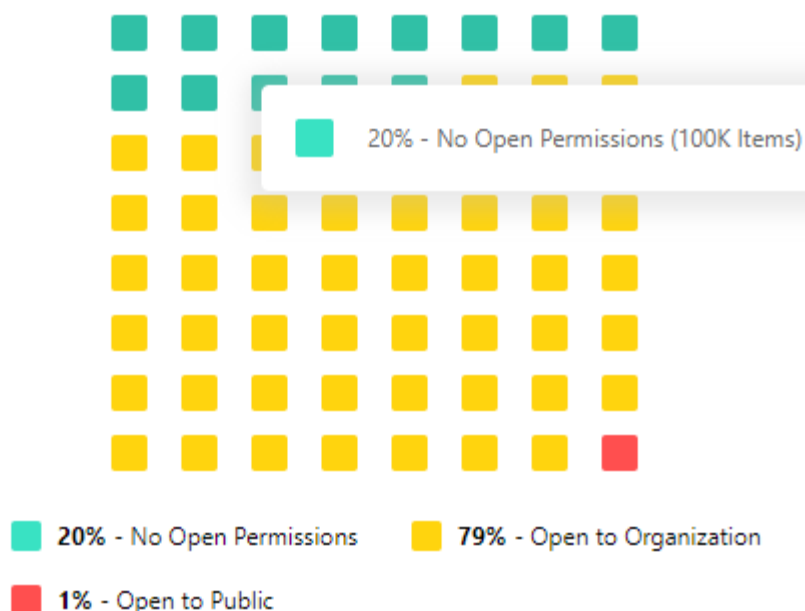 20% - No Open Permissions (100K Items)
20% - No Open Permissions
79% - Open to Organization
1% - Open to Public